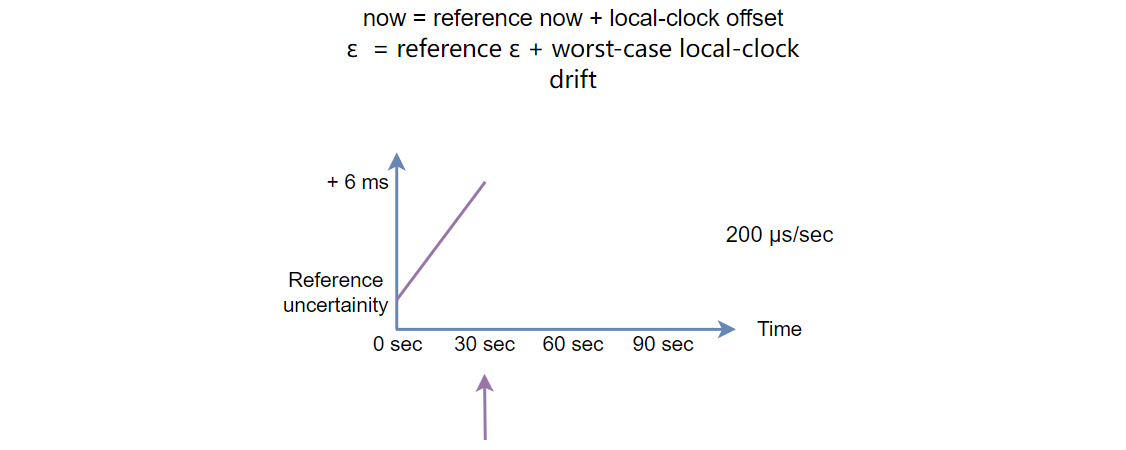 now = reference now + local-clock offset
ε = reference ε + worst-case local-clock
drift
+ 6 ms
200 μs/sec
Reference
uncertainity
Time
0 sec 30 sec 60 sec 90 sec